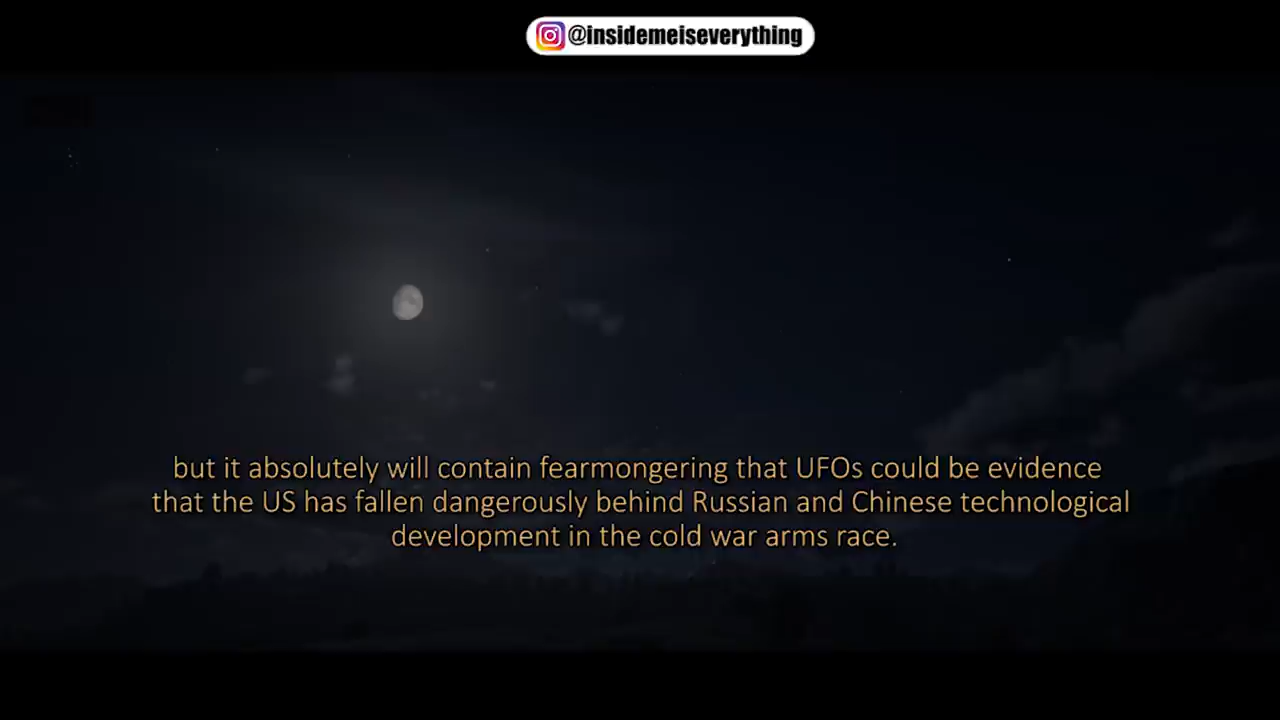 @insidemeiseverything
but it absolutely will contain fearmongering that UFOs could be evidence
that the US has fallen dangerously behind Russian and Chinese technological
development in the cold war arms race.